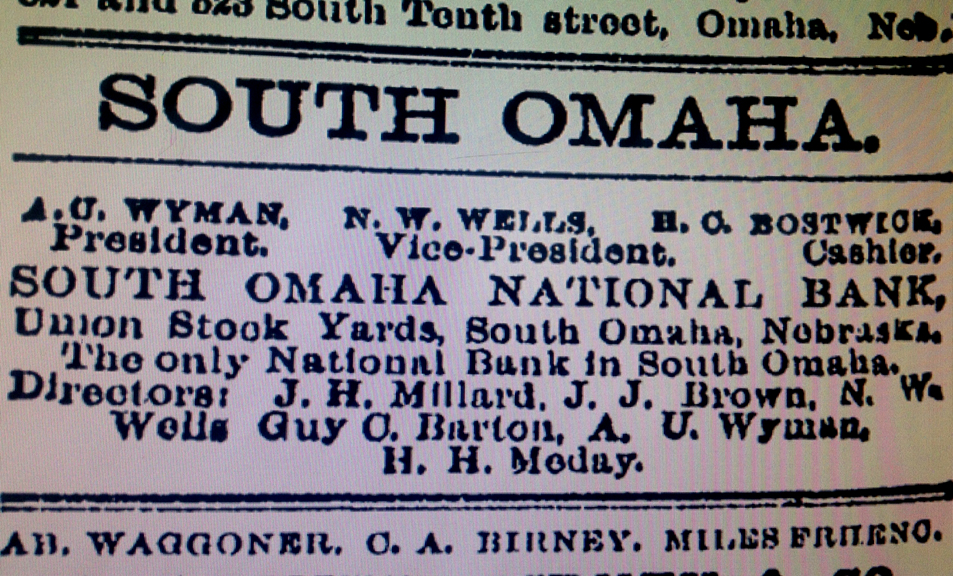 and 323 South Tenth street, Omaha, Neb.
SOUTH OMAHA.
A. U. WYMAN, N. W. WELLS, H. C. BOSTWICK,
President. Vice-President. Cashier.
SOUTH OMAHA NATIONAL BANK,
Union Stock Yards, South Omaha, Nebraska.
The only National Bank in South Omaha.
Directors: J. H. Millard, J. J. Brown, N. W.
Wells Guy C. Barton, A. U. Wyman,
H. H. Meday.
AB. WAGGONER. C. A. BIRNEY. MILES